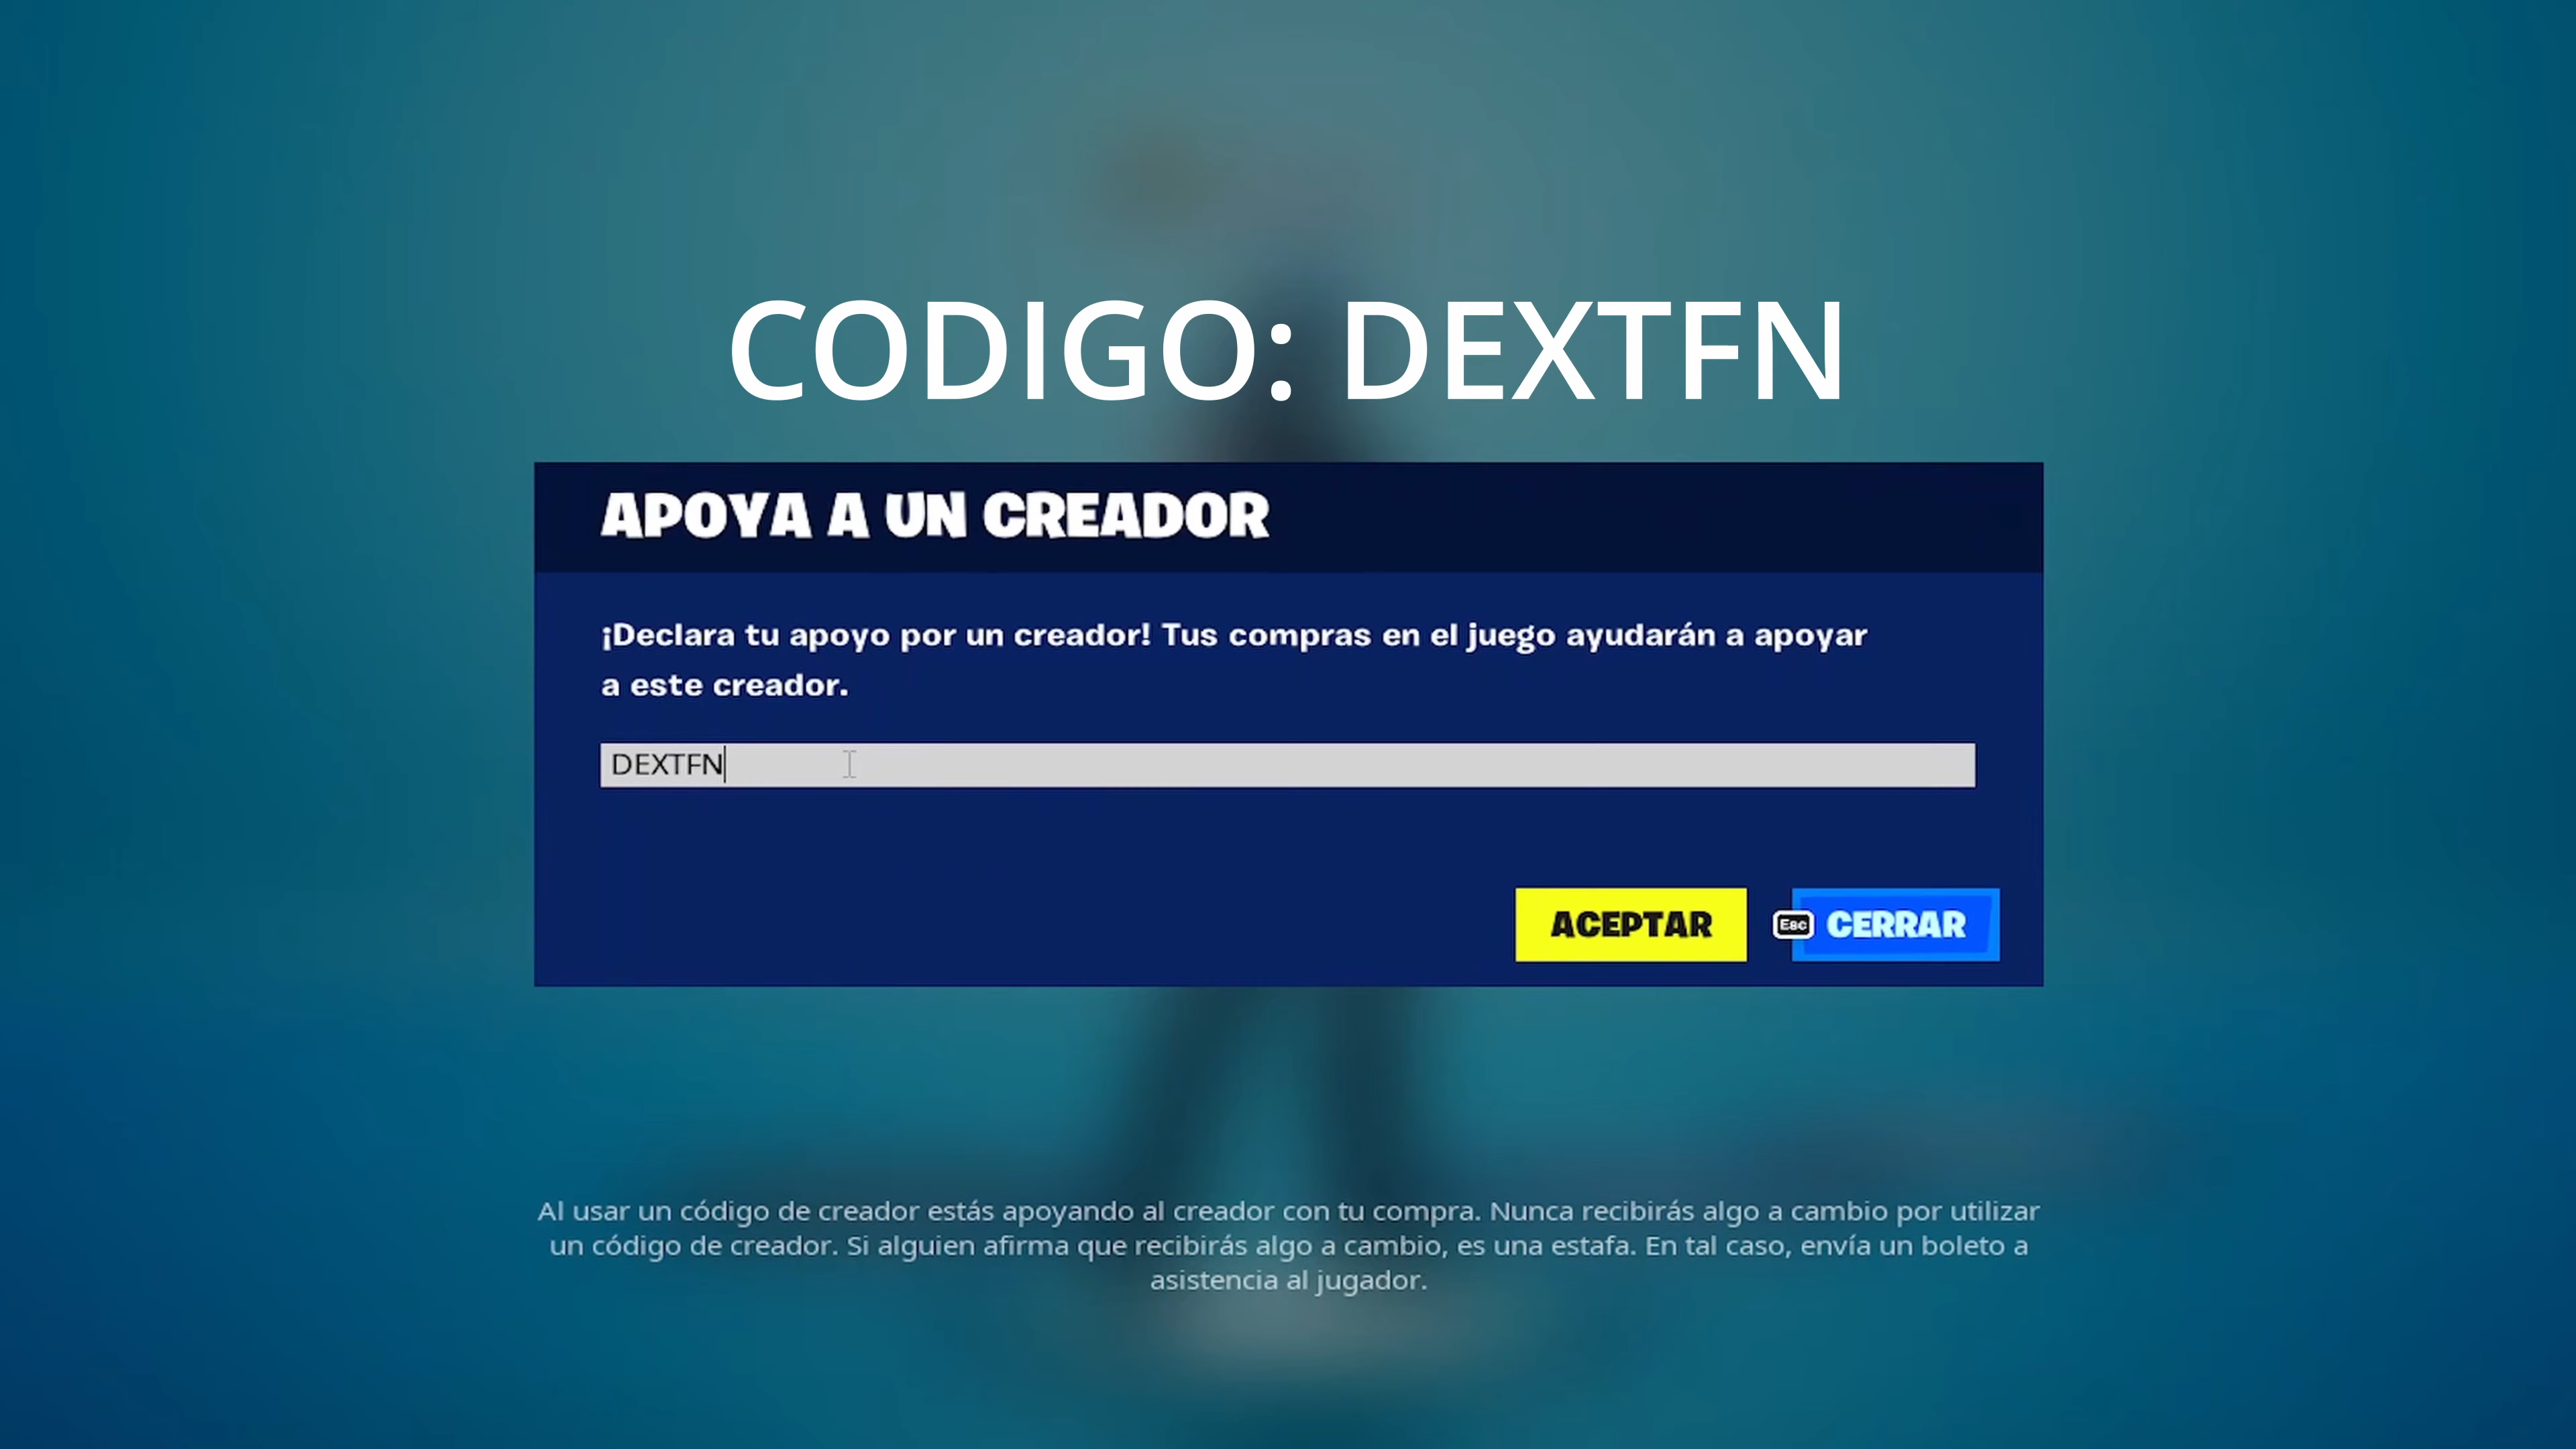 CODIGO: DEXTFN
APOYA A UN CREADOR
¡Declara tu apoyo por un creador! Tus compras en el juego ayudarán a apoyar
a este creador.
DEXTFN
ACEPTAR
Esc CERRAR
Al usar un código de creador estás apoyando al creador con tu compra. Nunca recibirás algo a cambio por utilizar
un código de creador. Si alguien afirma que recibirás algo a cambio, es una estafa. En tal caso, envía un boleto a
asistencia al jugador.